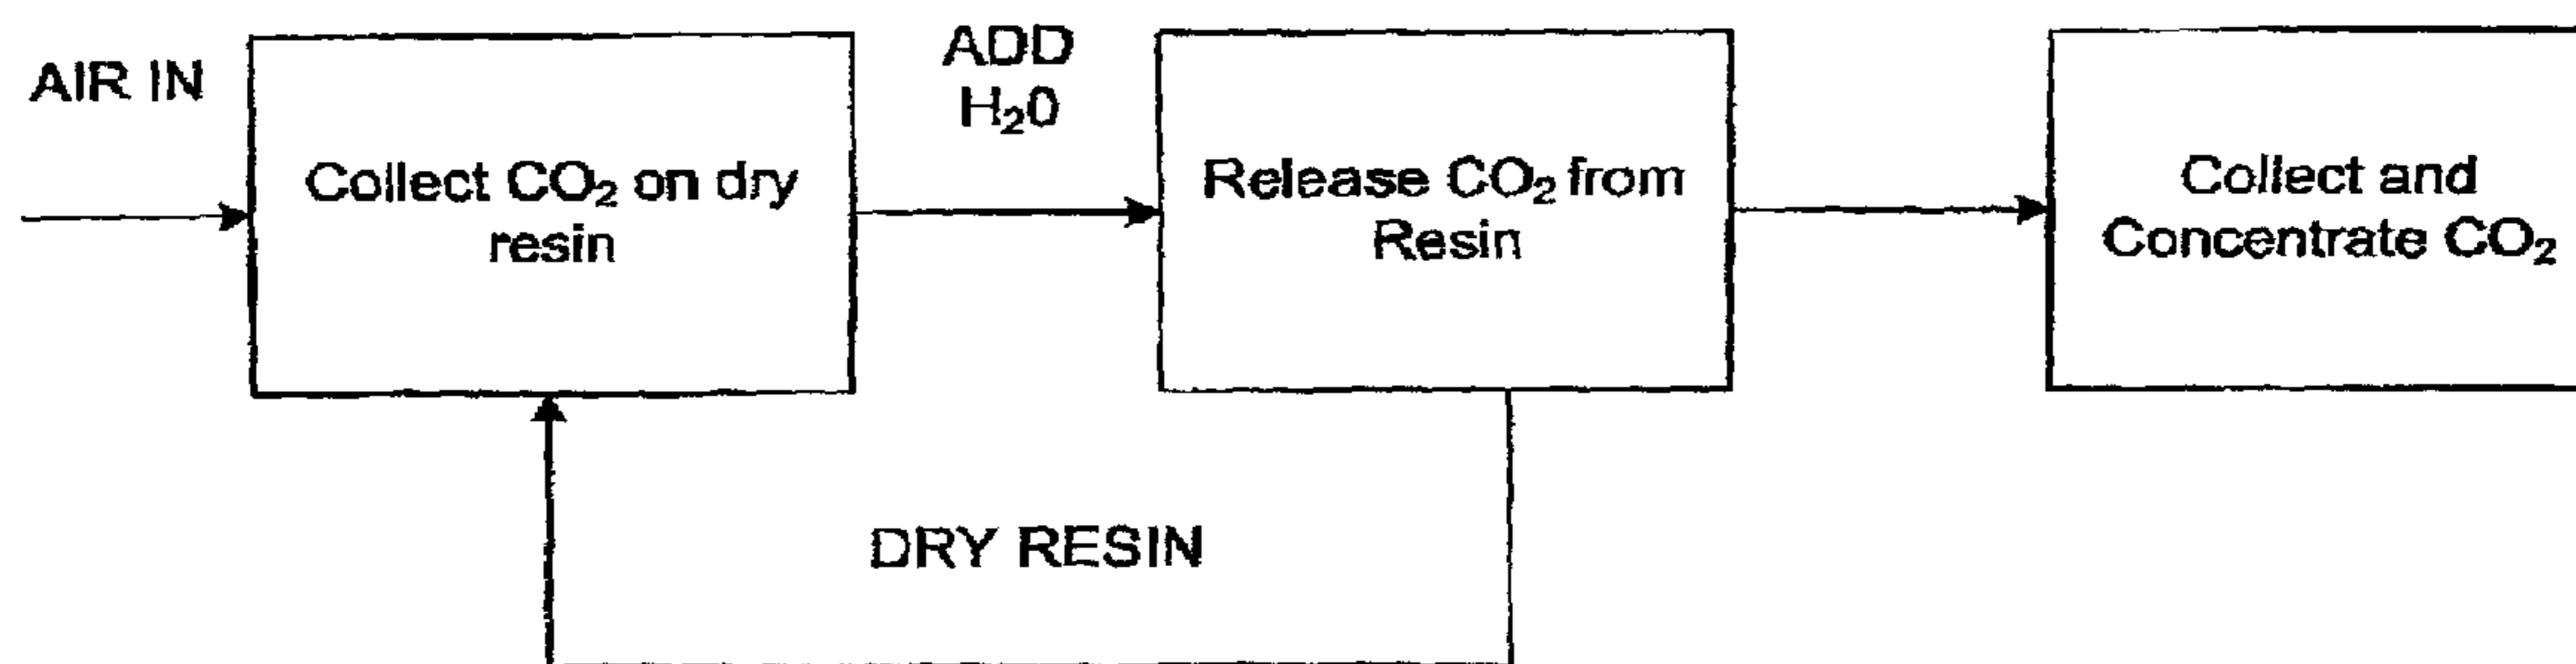 AIR IN
Collect CO₂ on dry
resin
ADD
H₂0
Release CO₂ from
Resin
Collect and
Concentrate CO₂
DRY RESIN